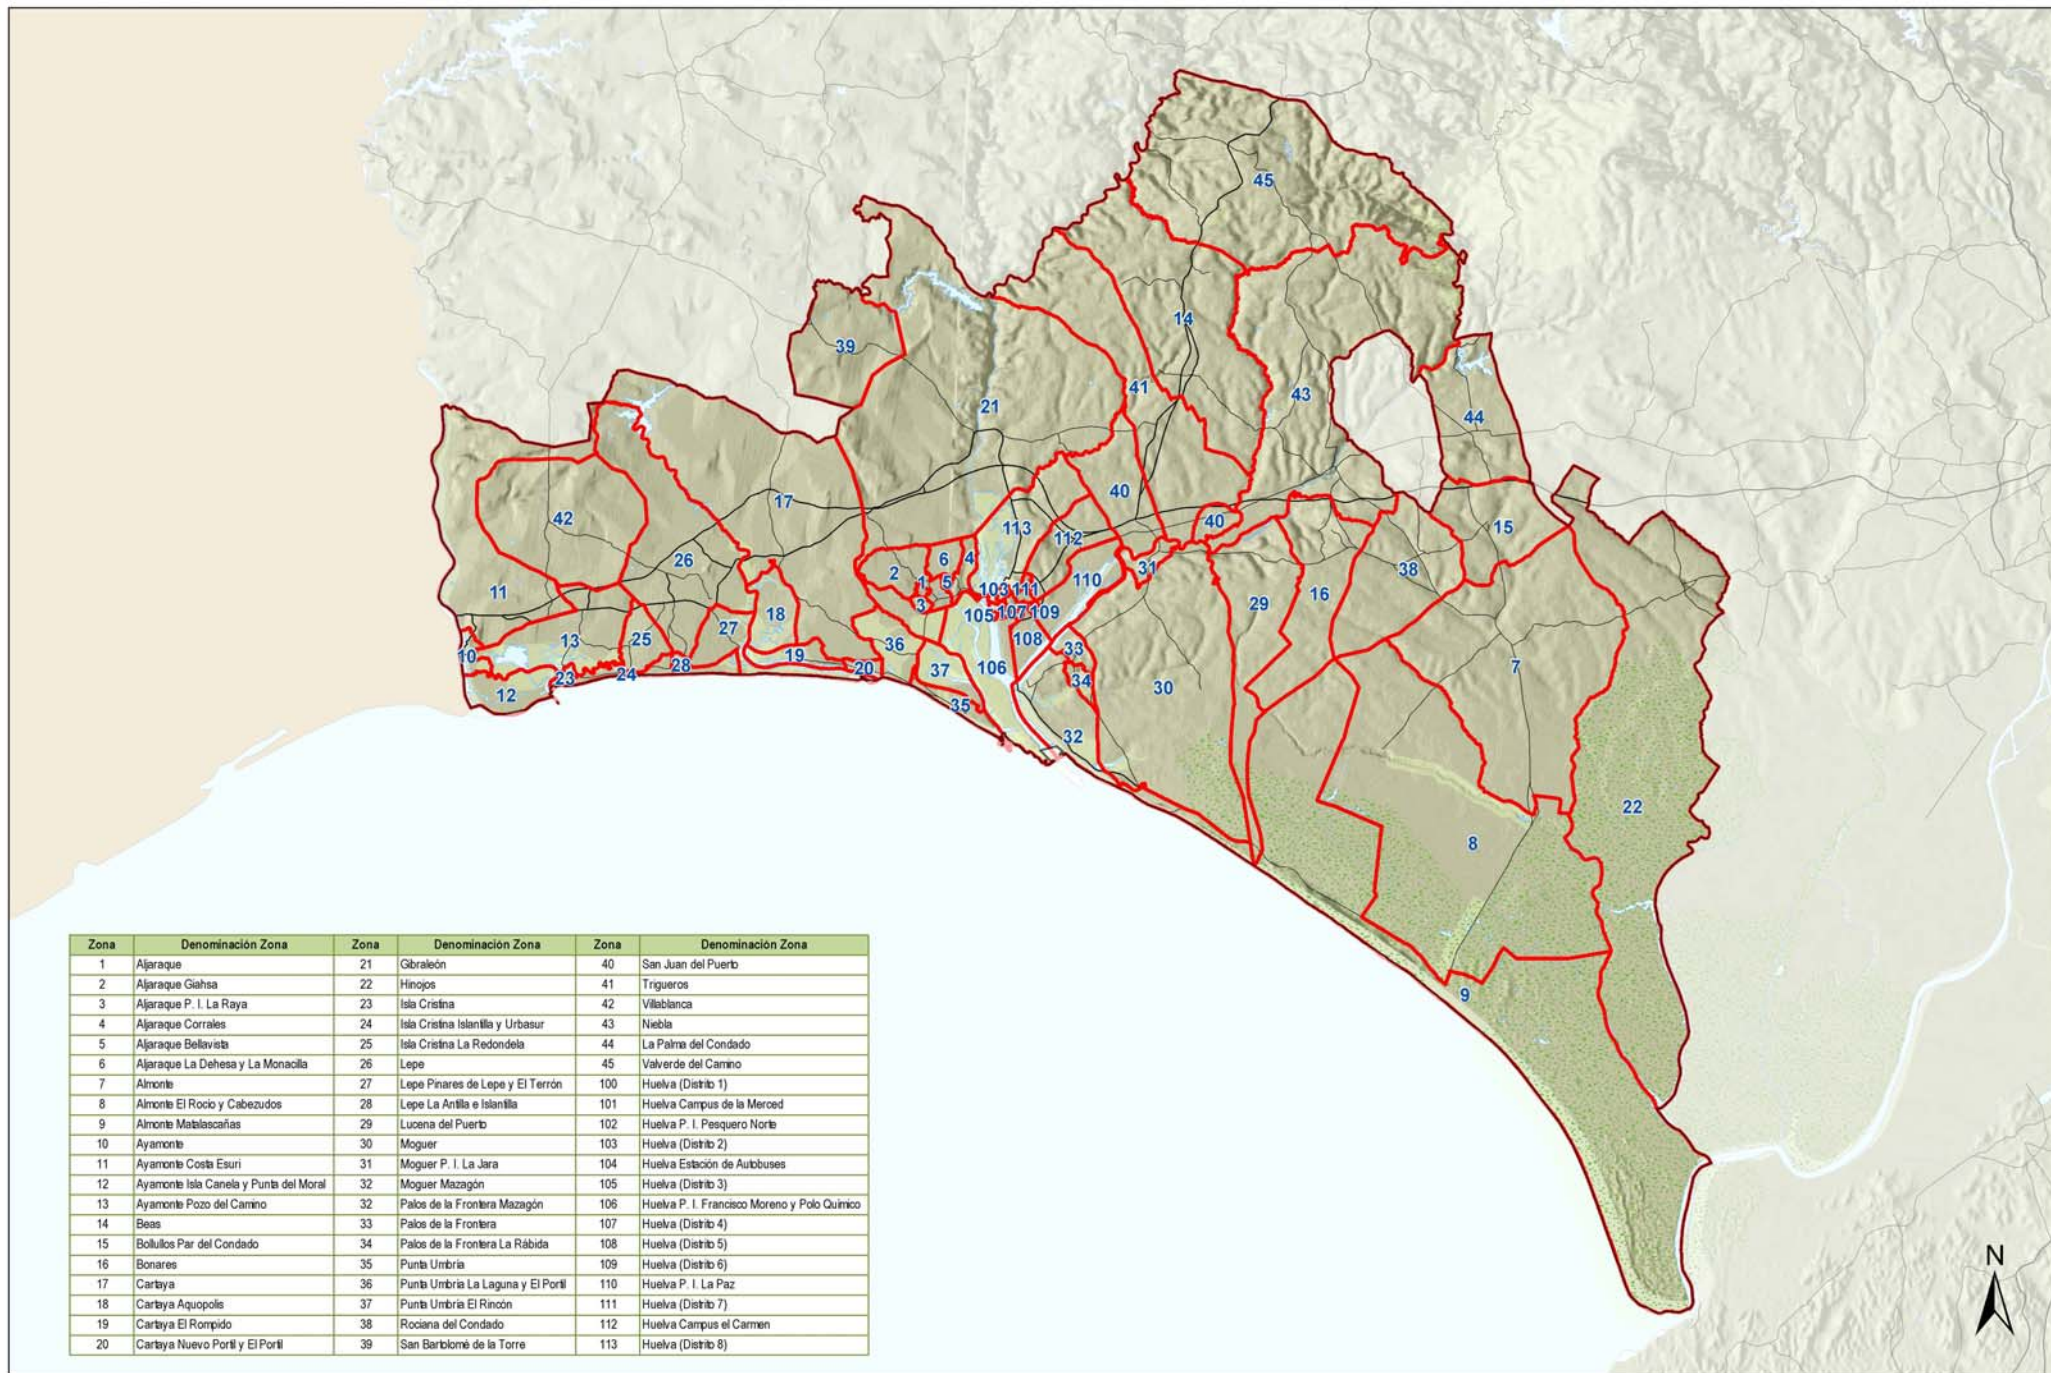 45
14
39
41
43
21
44
17
40
15
42
113
40
112
26
6
4
31
38
2
1
5
103
111
110
11
3
105
107
109
29
16
18
13
25
27
108
36
33
10
19
28
20
37
106
34
7
23
24
30
12
35
32
22
8
9
N
Zona Denominación Zona Zona Denominación Zona Zona Denominación Zona
1 Aljaraque 21 Gibraleón 40 San Juan del Puerto
2 Aljaraque Giahsa 22 Hinojos 41 Trigueros
3 Aljaraque P. I. La Raya 23 Isla Cristina 42 Villablanca
4 Aljaraque Corrales 24 Isla Cristina Islantilla y Urbasur 43 Niebla
5 Aljaraque Bellavista 25 Isla Cristina La Redondela 44 La Palma del Condado
6 Aljaraque La Dehesa y La Monacilla 26 Lepe 45 Valverde del Camino
7 Almonte 27 Lepe Pinares de Lepe y El Terrón 100 Huelva (Distrito 1)
8 Almonte El Rocio y Cabezudos 28 Lepe La Antilla e Islantilla 101 Huelva Campus de la Merced
9 Almonte Matalascañas 29 Lucena del Puerto 102 Huelva P. I. Pesquero Norte
10 Ayamonte 30 Moguer 103 Huelva (Distrito 2)
11 Ayamonte Costa Esuri 31 Moguer P. I. La Jara 104 Huelva Estación de Autobuses
12 Ayamonte Isla Canela y Punta del Moral 32 Moguer Mazagón 105 Huelva (Distrito 3)
13 Ayamonte Pozo del Camino 32 Palos de la Frontera Mazagón 106 Huelva P. I. Francisco Moreno y Polo Químico
14 Beas 33 Palos de la Frontera 107 Huelva (Distrito 4)
15 Bollullos Par del Condado 34 Palos de la Frontera La Rábida 108 Huelva (Distrito 5)
16 Bonares 35 Punta Umbría 109 Huelva (Distrito 6)
17 Cartaya 36 Punta Umbría La Laguna y El Portil 110 Huelva P. I. La Paz
18 Cartaya Aquopolis 37 Punta Umbría El Rincón 111 Huelva (Distrito 7)
19 Cartaya El Rompido 38 Rociana del Condado 112 Huelva Campus el Carmen
20 Cartaya Nuevo Portil y El Portil 39 San Bartolomé de la Torre 113 Huelva (Distrito 8)